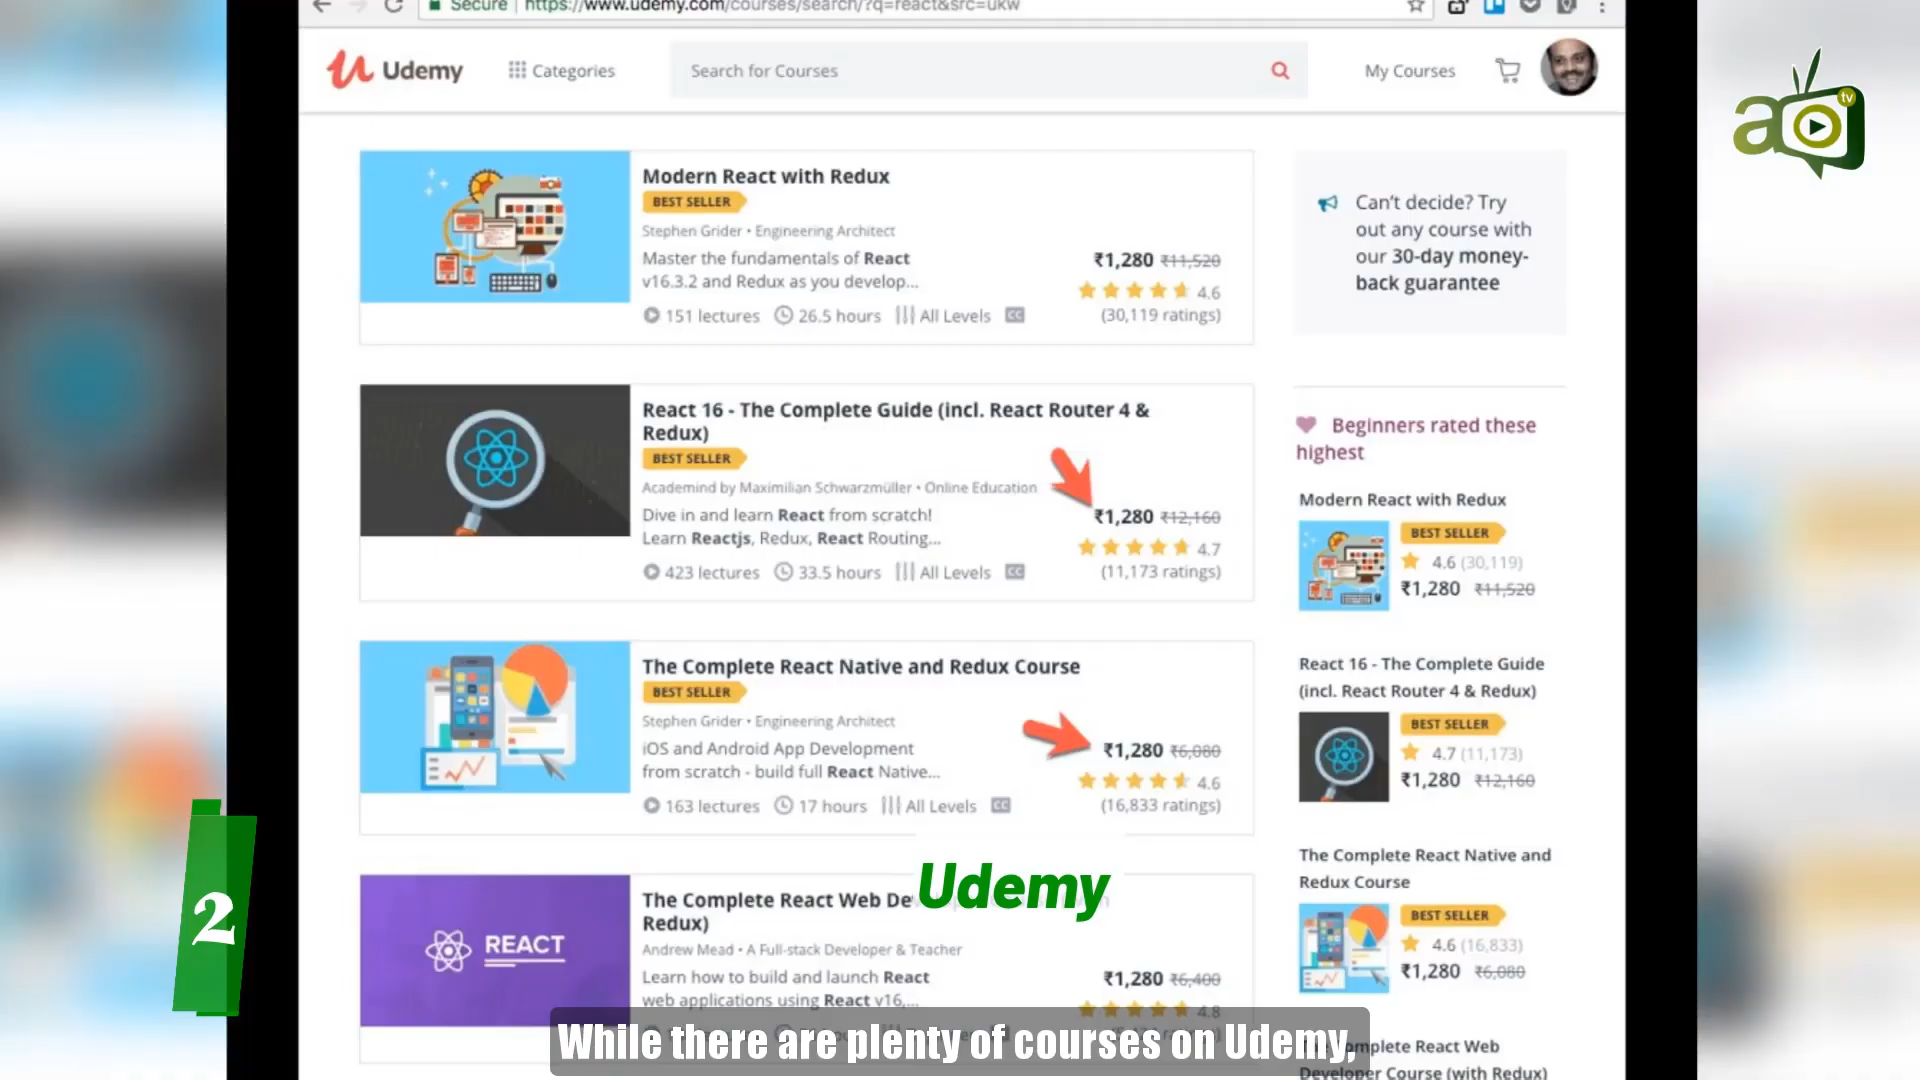 Secure | https://www.udemy.com/courses/search/?q=react&src=ukw
Udemy
Categories
Search for Courses
My Courses
ao tv
Modern React with Redux
BEST SELLER
Stephen Grider • Engineering Architect
Master the fundamentals of React
v16.3.2 and Redux as you develop...
151 lectures 26.5 hours All Levels CC
₹1,280 ₹11,520
4.6
(30,119 ratings)
React 16 - The Complete Guide (incl. React Router 4 &
Redux)
BEST SELLER
Academind by Maximilian Schwarzmüller • Online Education
Dive in and learn React from scratch!
Learn Reactjs, Redux, React Routing...
423 lectures 33.5 hours All Levels CC
₹1,280 ₹12,160
4.7
(11,173 ratings)
The Complete React Native and Redux Course
BEST SELLER
Stephen Grider • Engineering Architect
iOS and Android App Development
from scratch - build full React Native...
163 lectures 17 hours All Levels CC
₹1,280 ₹6,080
4.6
(16,833 ratings)
The Complete React Web De
Redux)
Andrew Mead • A Full-stack Developer & Teacher
Learn how to build and launch React
web applications using React v16,...
REACT
₹1,280 ₹6,400
4.8
Can't decide? Try
out any course with
our 30-day money-
back guarantee
Beginners rated these
highest
Modern React with Redux
BEST SELLER
4.6 (30,119)
₹1,280 ₹11,520
React 16 - The Complete Guide
(incl. React Router 4 & Redux)
BEST SELLER
4.7 (11,173)
₹1,280 ₹12,160
The Complete React Native and
Redux Course
BEST SELLER
4.6 (16,833)
₹1,280 ₹6,080
omplete React Web
Developer Course (with Redux)
2
Udemy
While there are plenty of courses on Udemy,